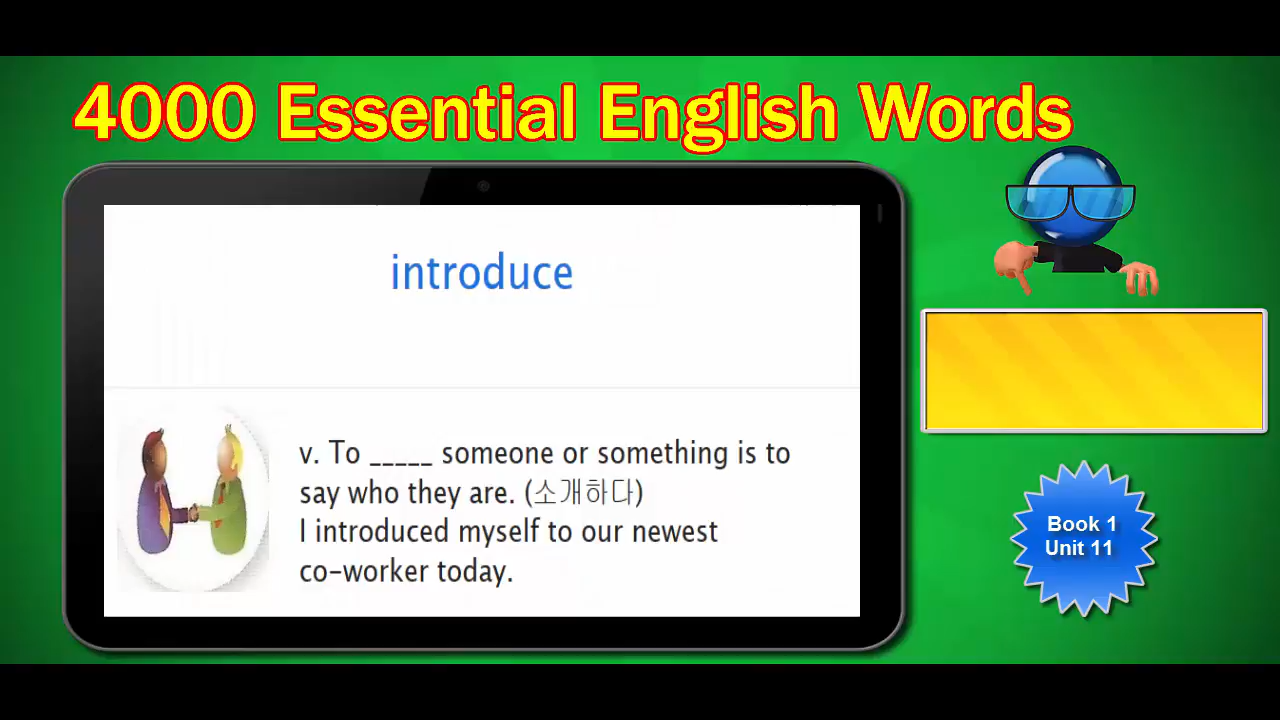 4000 Essential English Words
introduce
v. To _____ someone or something is to
say who they are. (소개하다)
I introduced myself to our newest
co-worker today.
Book 1
Unit 11